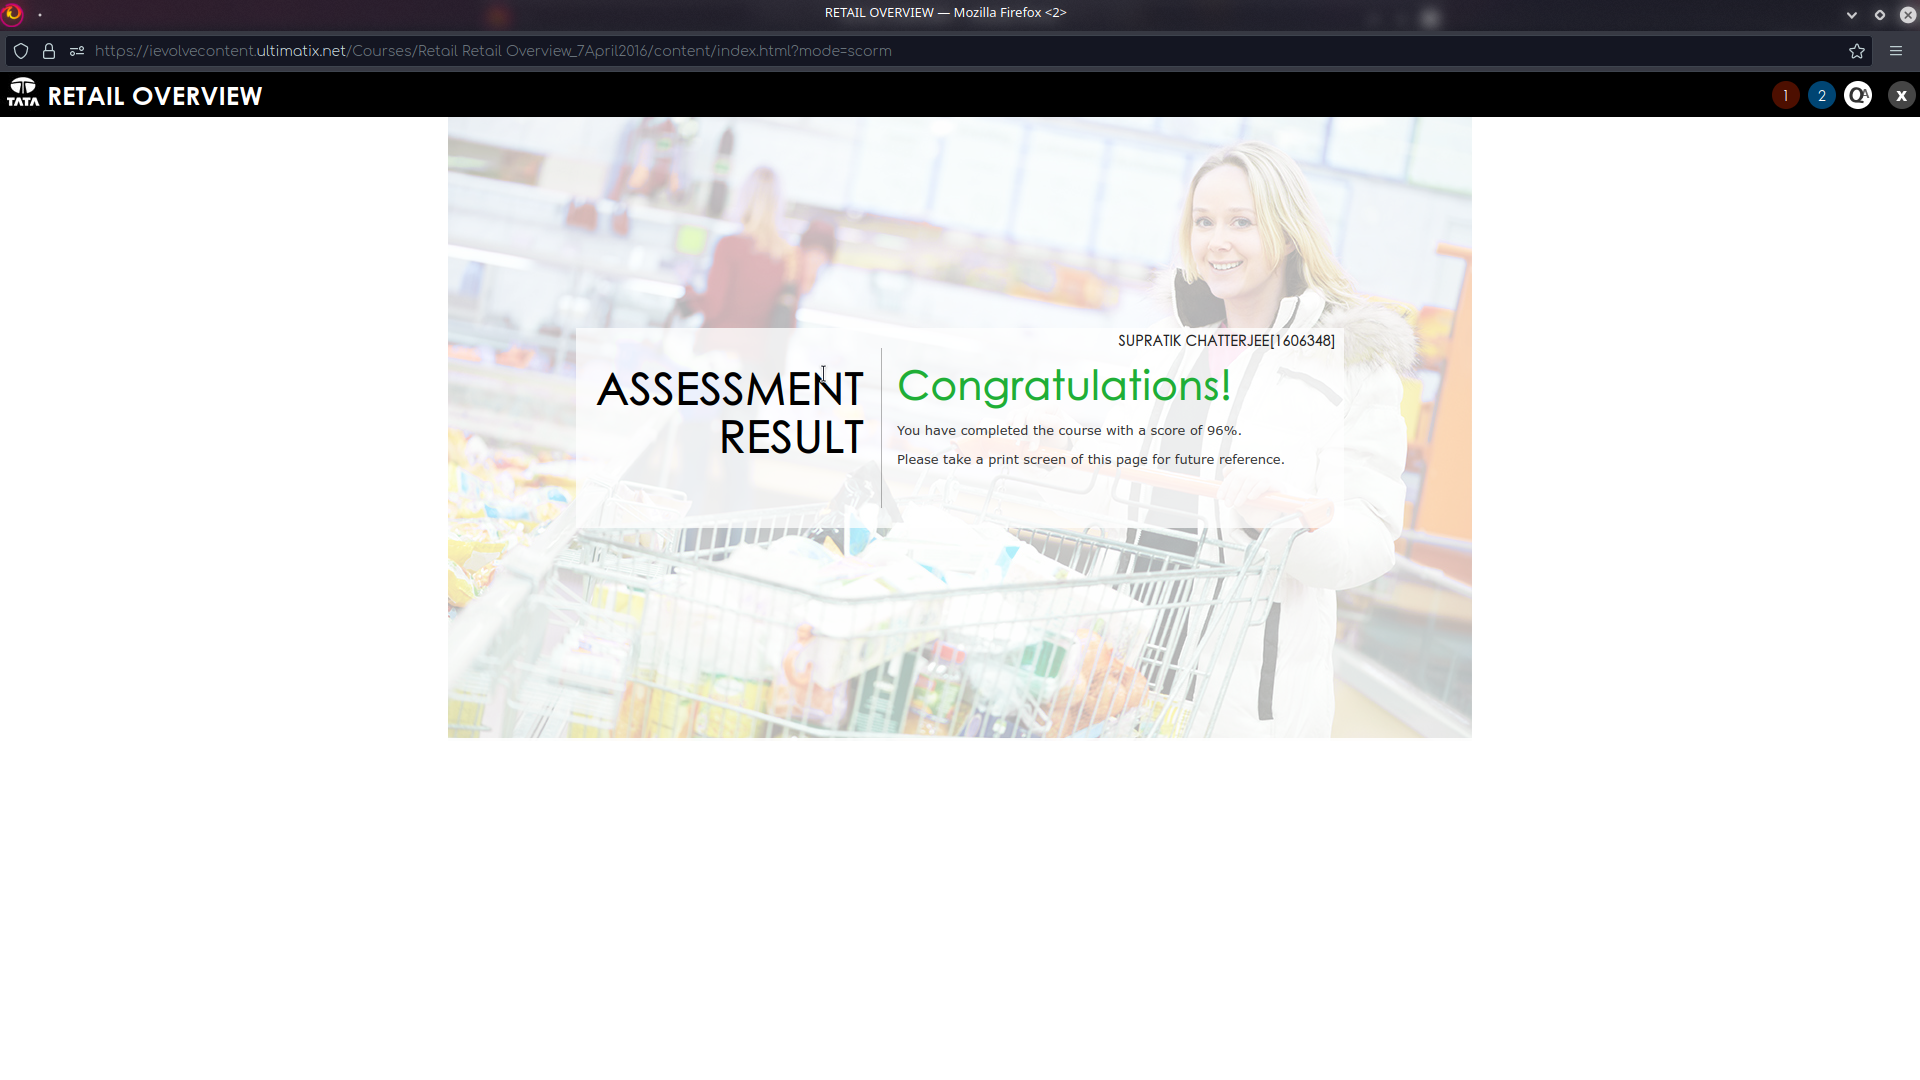 RETAIL OVERVIEW — Mozilla Firefox <2>
https://ievolvecontent.ultimatix.net/Courses/Retail Retail Overview_7April2016/content/index.html?mode=scorm
TATA RETAIL OVERVIEW 1 2 QA X
SUPRATIK CHATTERJEE[1606348]
ASSESSMENT
RESULT
Congratulations!
You have completed the course with a score of 96%.
Please take a print screen of this page for future reference.